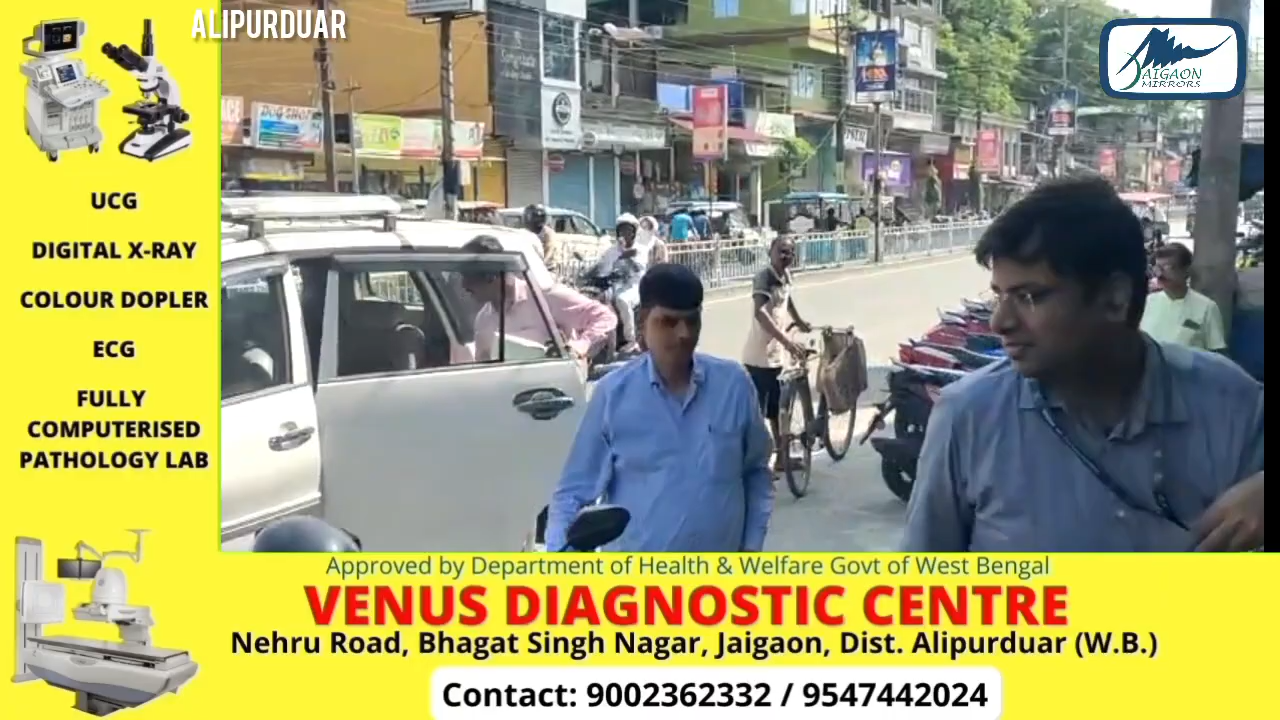 ALIPURDUAR
JAIGAON
MIRRORS
UCG
DIGITAL X-RAY
COLOUR DOPLER
ECG
FULLY
COMPUTERISED
PATHOLOGY LAB
Approved by Department of Health & Welfare Govt of West Bengal
VENUS DIAGNOSTIC CENTRE
Nehru Road, Bhagat Singh Nagar, Jaigaon, Dist. Alipurduar (W.B.)
Contact: 9002362332 / 9547442024